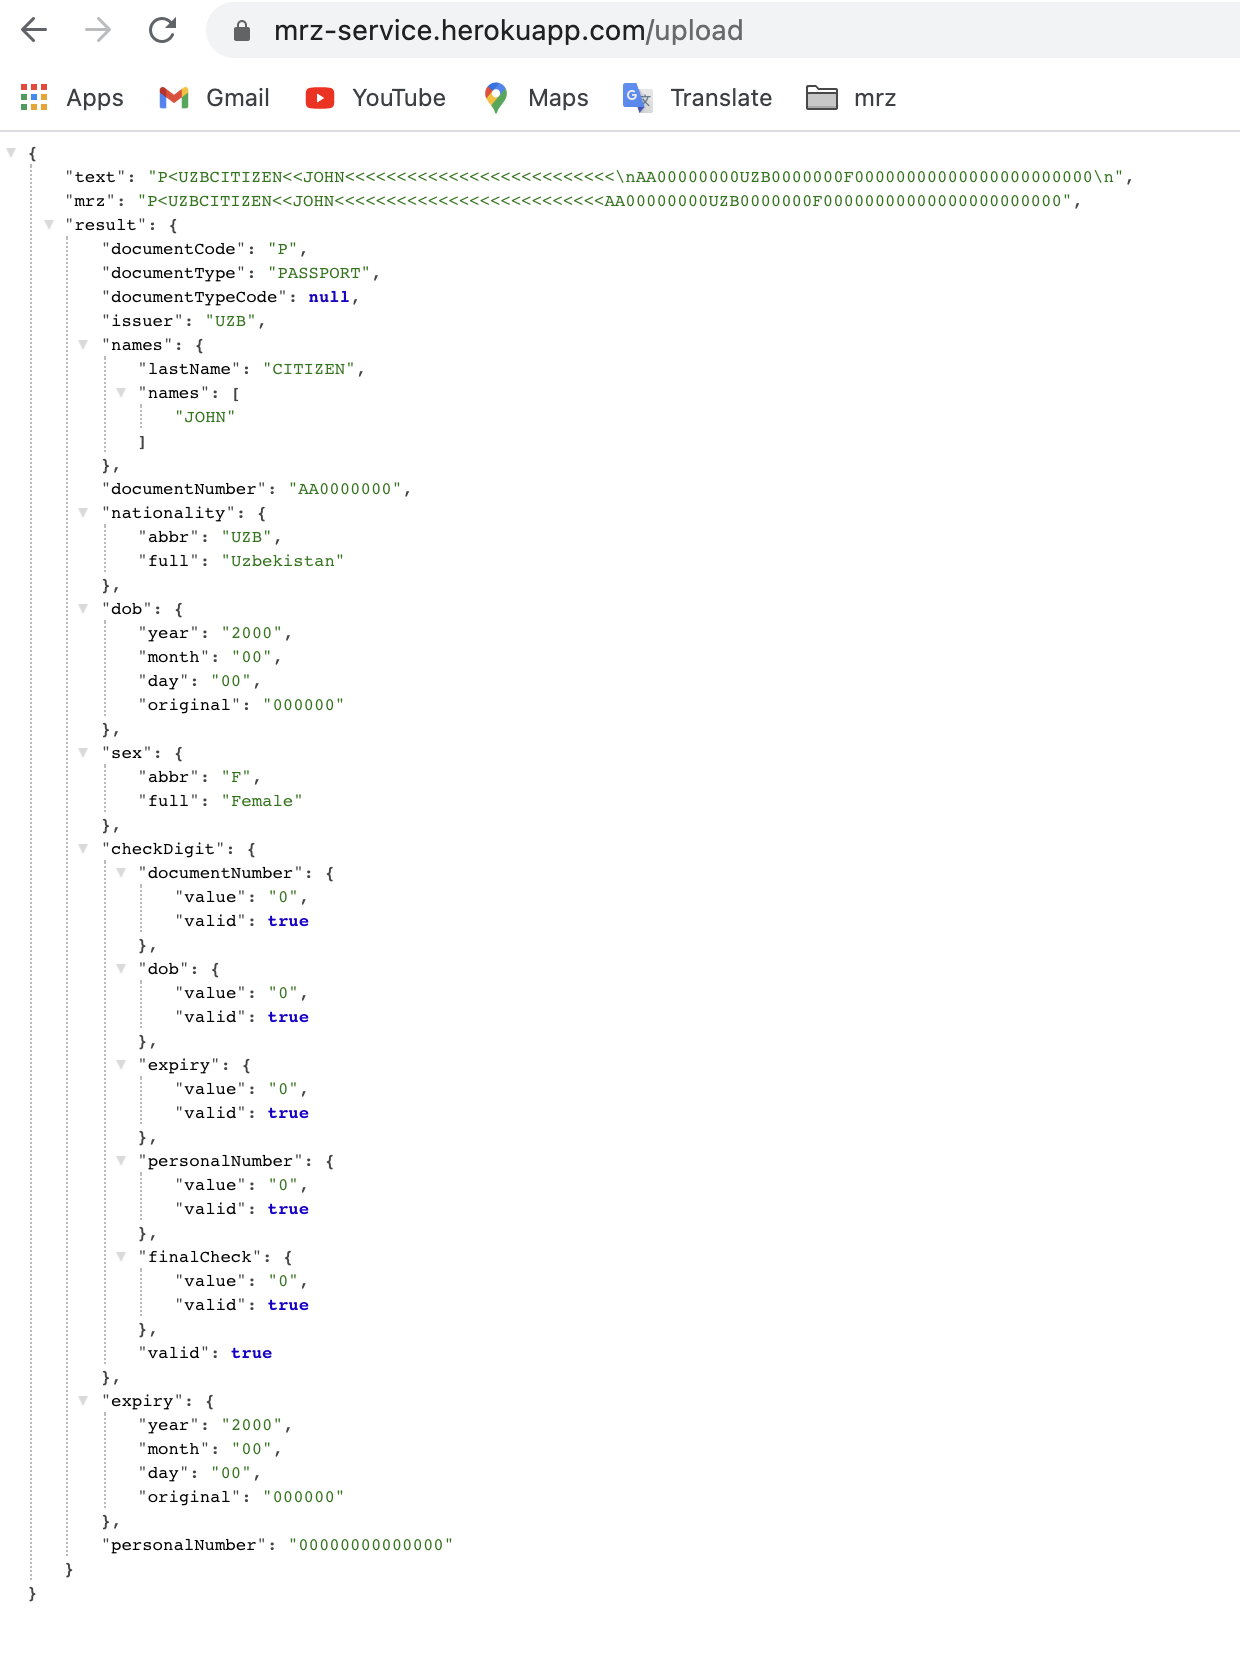 mrz-service.herokuapp.com/upload
Apps Gmail YouTube Maps Translate mrz
{
"text": "P<UZBCITIZEN<<JOHN<<<<<<<<<<<<<<<<<<<<<<<<<<\nAA00000000UZB0000000F00000000000000000000000\n",
"mrz": "P<UZBCITIZEN<<JOHN<<<<<<<<<<<<<<<<<<<<<<<<<<AA00000000UZB0000000F00000000000000000000000",
"result": {
"documentCode": "P",
"documentType": "PASSPORT",
"documentTypeCode": null,
"issuer": "UZB",
"names": {
"lastName": "CITIZEN",
"names": [
"JOHN"
]
},
"documentNumber": "AA0000000",
"nationality": {
"abbr": "UZB",
"full": "Uzbekistan"
},
"dob": {
"year": "2000",
"month": "00",
"day": "00",
"original": "000000"
},
"sex": {
"abbr": "F",
"full": "Female"
},
"checkDigit": {
"documentNumber": {
"value": "0",
"valid": true
},
"dob": {
"value": "0",
"valid": true
},
"expiry": {
"value": "0",
"valid": true
},
"personalNumber": {
"value": "0",
"valid": true
},
"finalCheck": {
"value": "0",
"valid": true
},
"valid": true
},
"expiry": {
"year": "2000",
"month": "00",
"day": "00",
"original": "000000"
},
"personalNumber": "00000000000000"
}
}